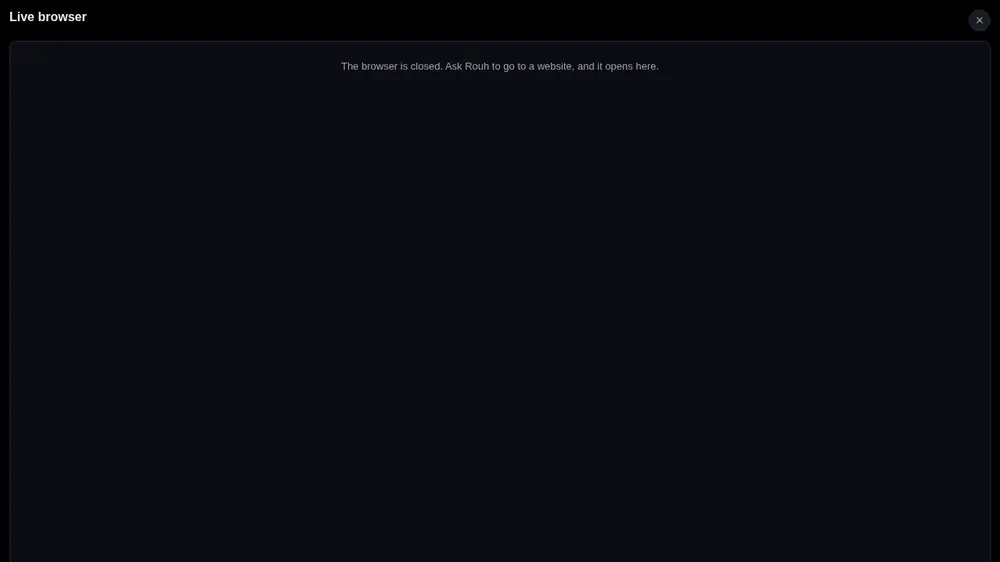 Live browser
The browser is closed. Ask Rouh to go to a website, and it opens here.